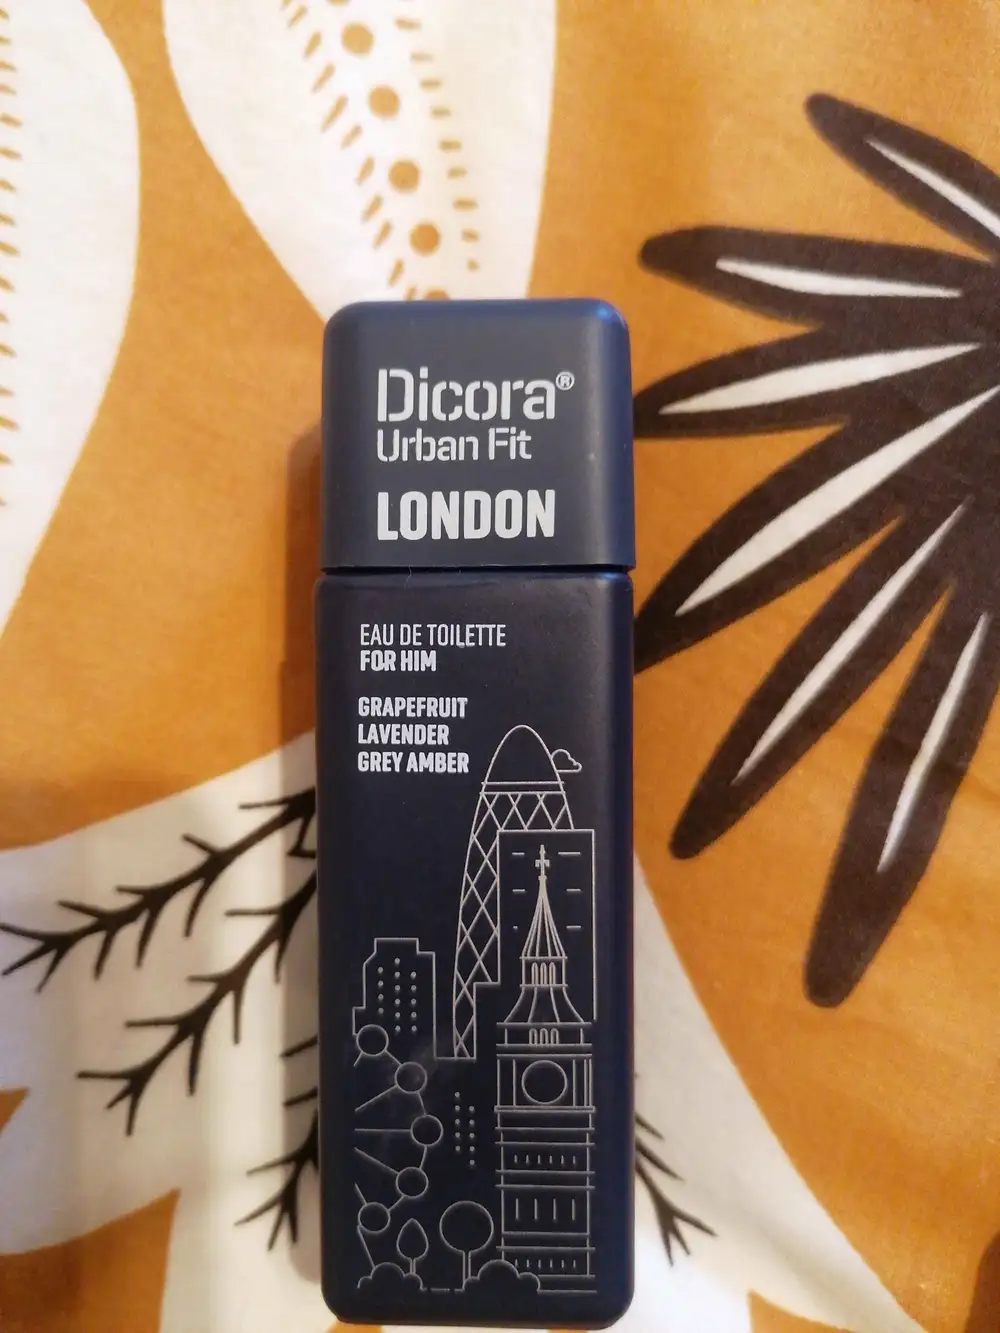 Dicora®
Urban Fit
LONDON
EAU DE TOILETTE
FOR HIM
GRAPEFRUIT
LAVENDER
GREY AMBER